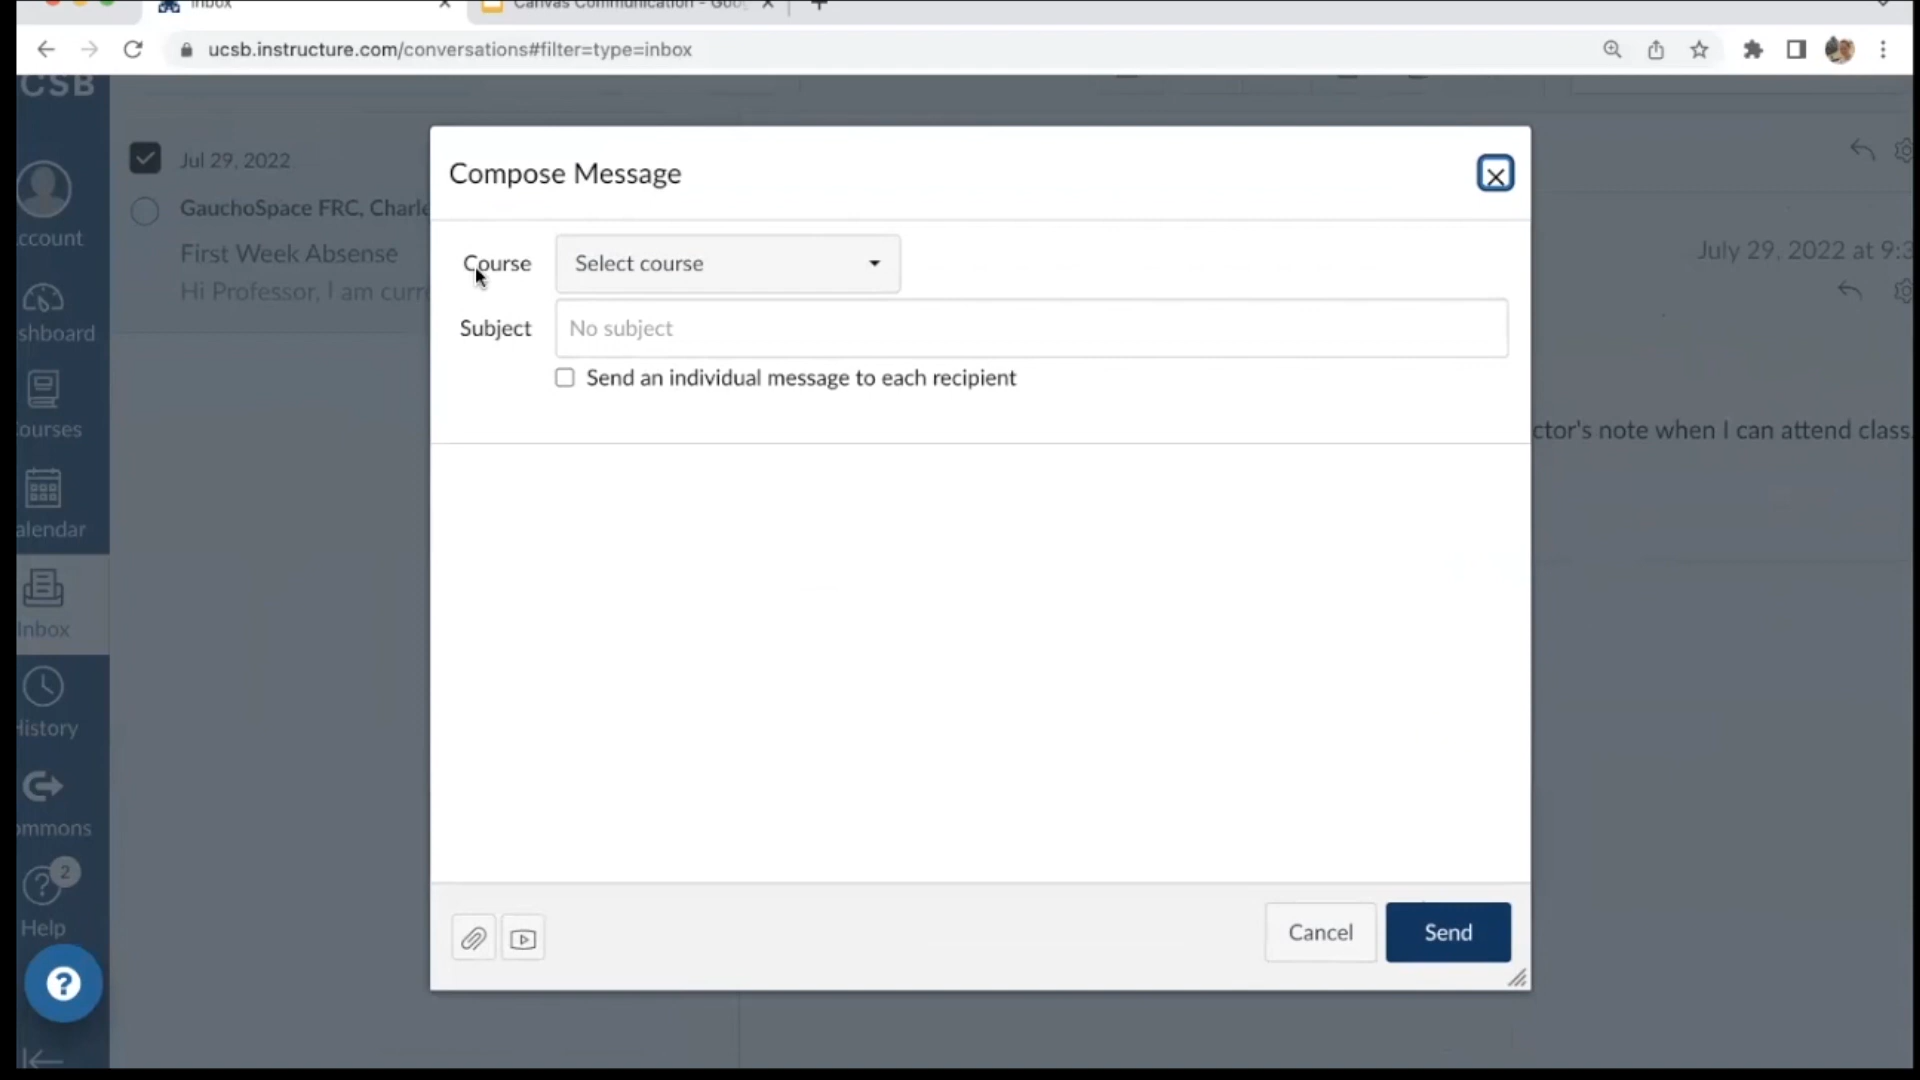 Inbox
Canvas Communication - Goo
ucsb.instructure.com/conversations#filter=type=inbox
CSB
ccount
shboard
ourses
alendar
Inbox
History
ommons
2
Help
?
Jul 29, 2022
GauchoSpace FRC, Charle
First Week Absense
Hi Professor, I am curr
Compose Message
Course
Select course
Subject
No subject
Send an individual message to each recipient
Cancel
Send
July 29, 2022 at 9:3
ctor's note when I can attend class.